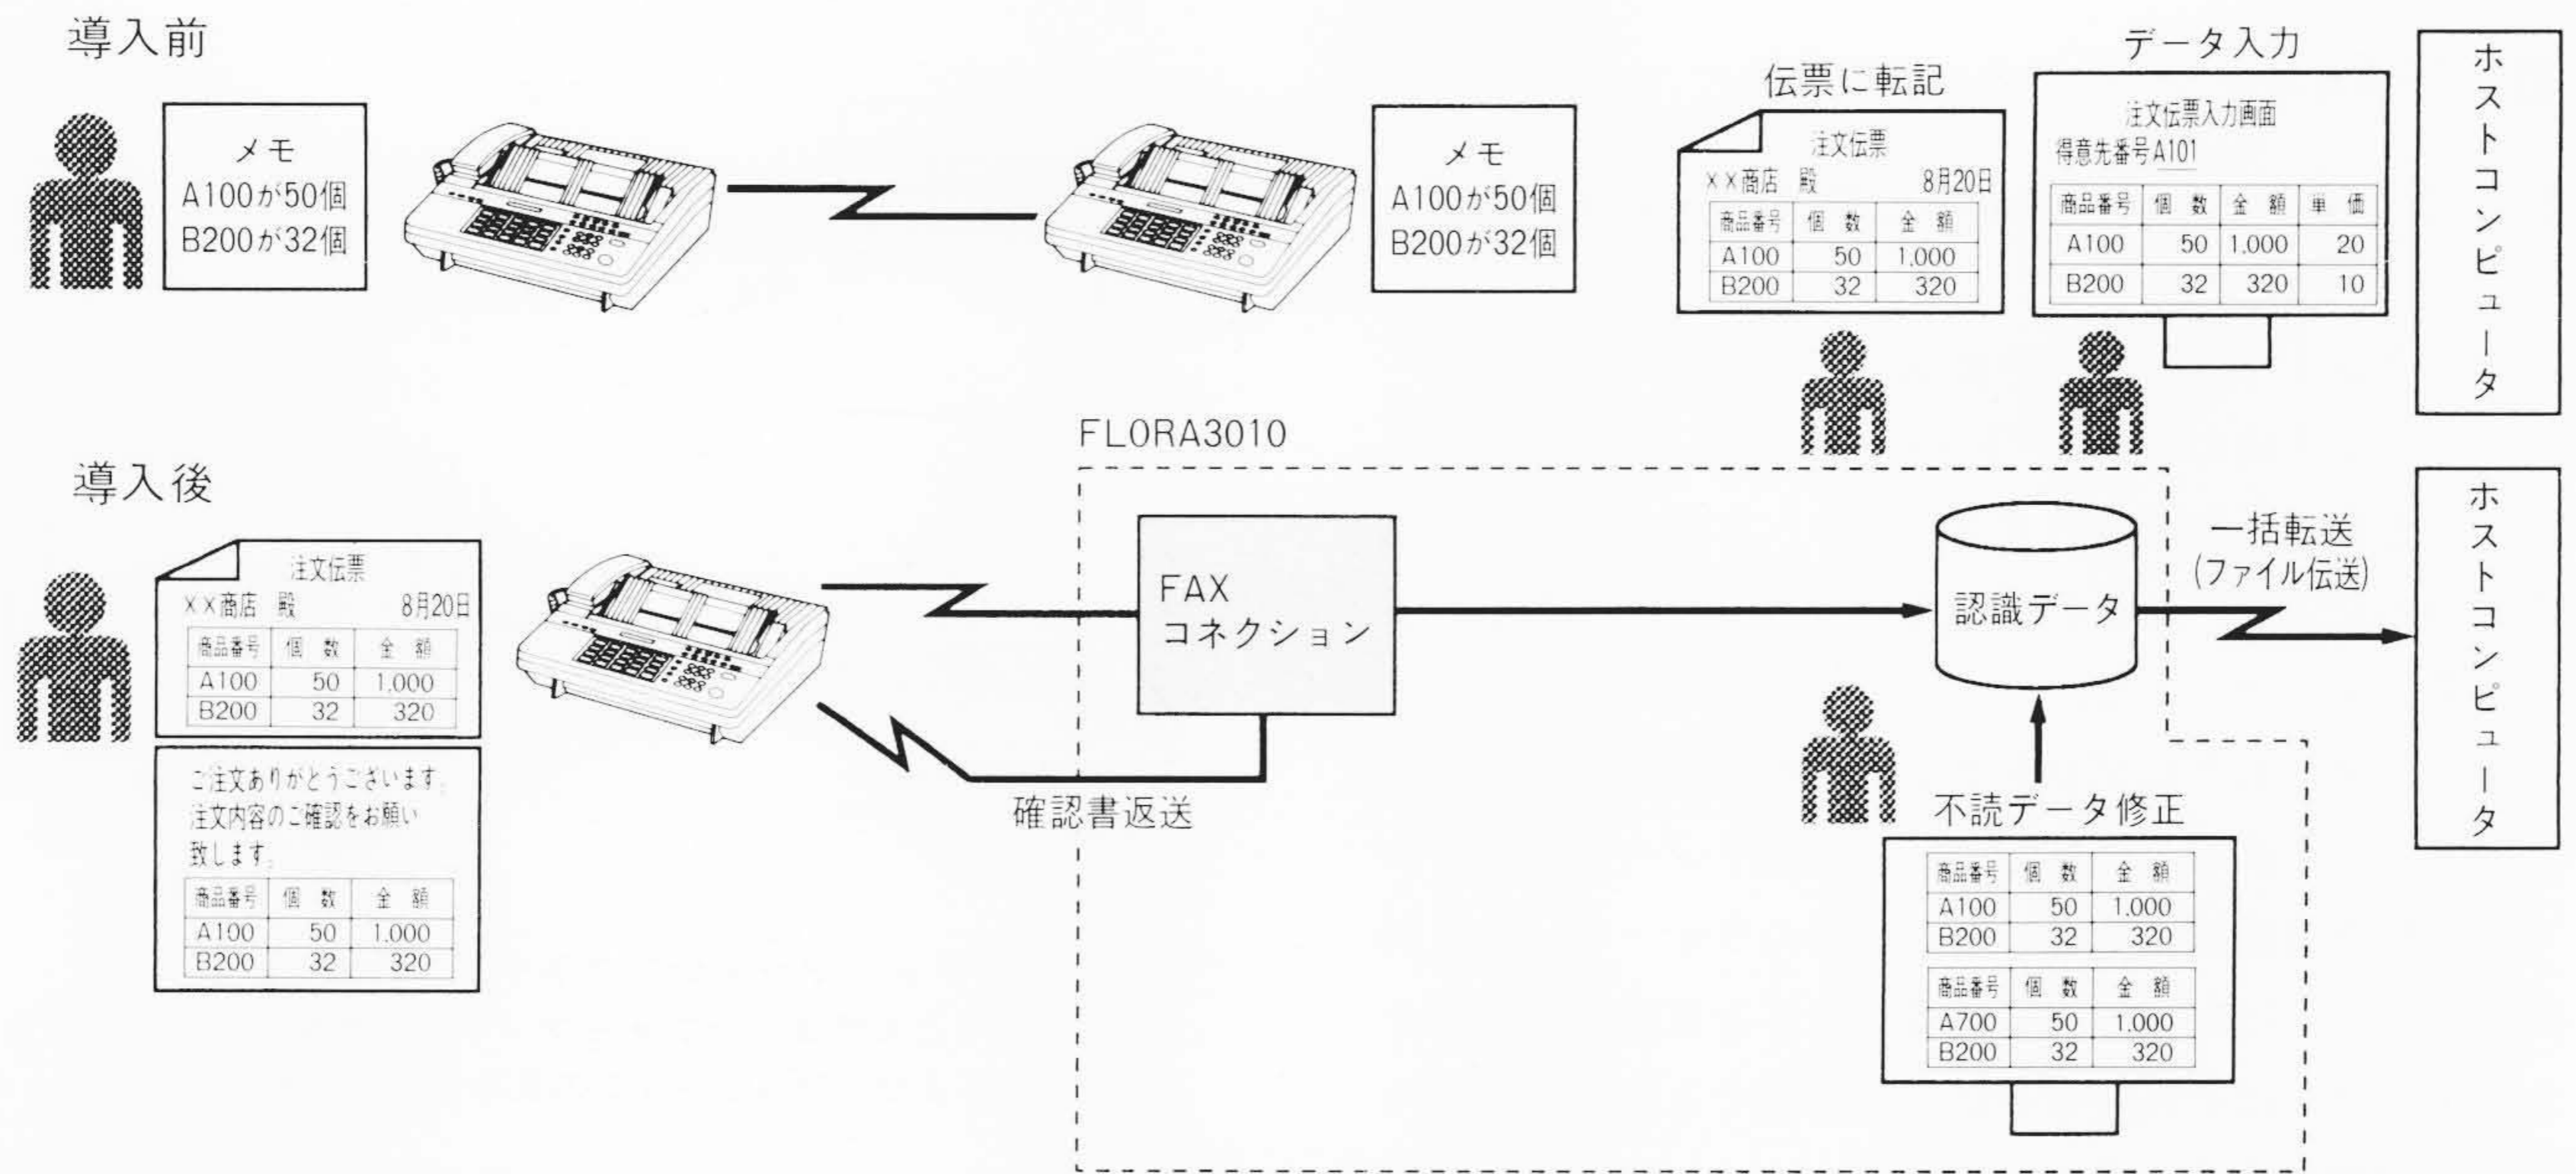 導入前
メモ
A100が50個
B200が32個
メモ
A100が50個
B200が32個
伝票に転記
注文伝票
××商店 殿 8月20日
商品番号 個数 金額
A100 50 1,000
B200 32 320
データ入力
注文伝票入力画面
得意先番号A101
商品番号 個数 金額 単価
A100 50 1,000 20
B200 32 320 10
ホストコンピュータ
導入後
注文伝票
××商店 殿 8月20日
商品番号 個数 金額
A100 50 1,000
B200 32 320
ご注文ありがとうございます。
注文内容のご確認をお願い
致します。
商品番号 個数 金額
A100 50 1,000
B200 32 320
FLORA3010
FAX
コネクション
確認書返送
認識データ
一括転送
(ファイル伝送)
不読データ修正
商品番号 個数 金額
A100 50 1,000
B200 32 320
商品番号 個数 金額
A700 50 1,000
B200 32 320
ホストコンピュータ